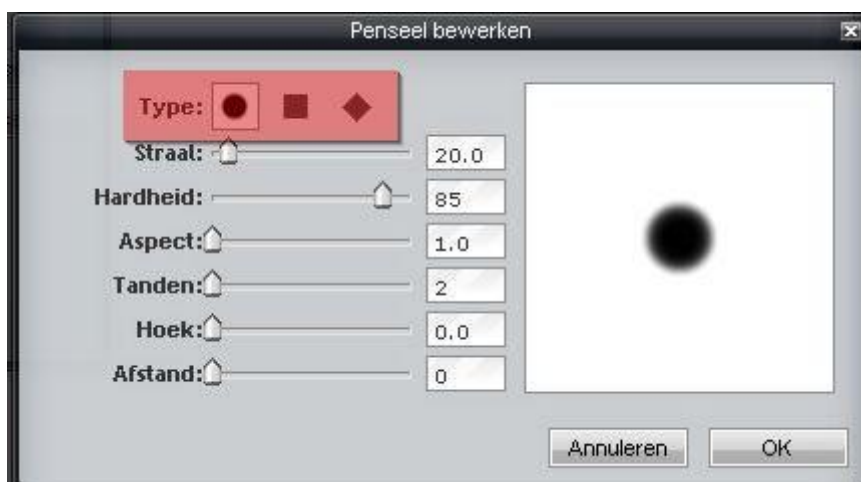 Penseel bewerken
Type:
Straal: 20.0
Hardheid: 85
Aspect: 1.0
Tanden: 2
Hoek: 0.0
Afstand: 0
Annuleren OK